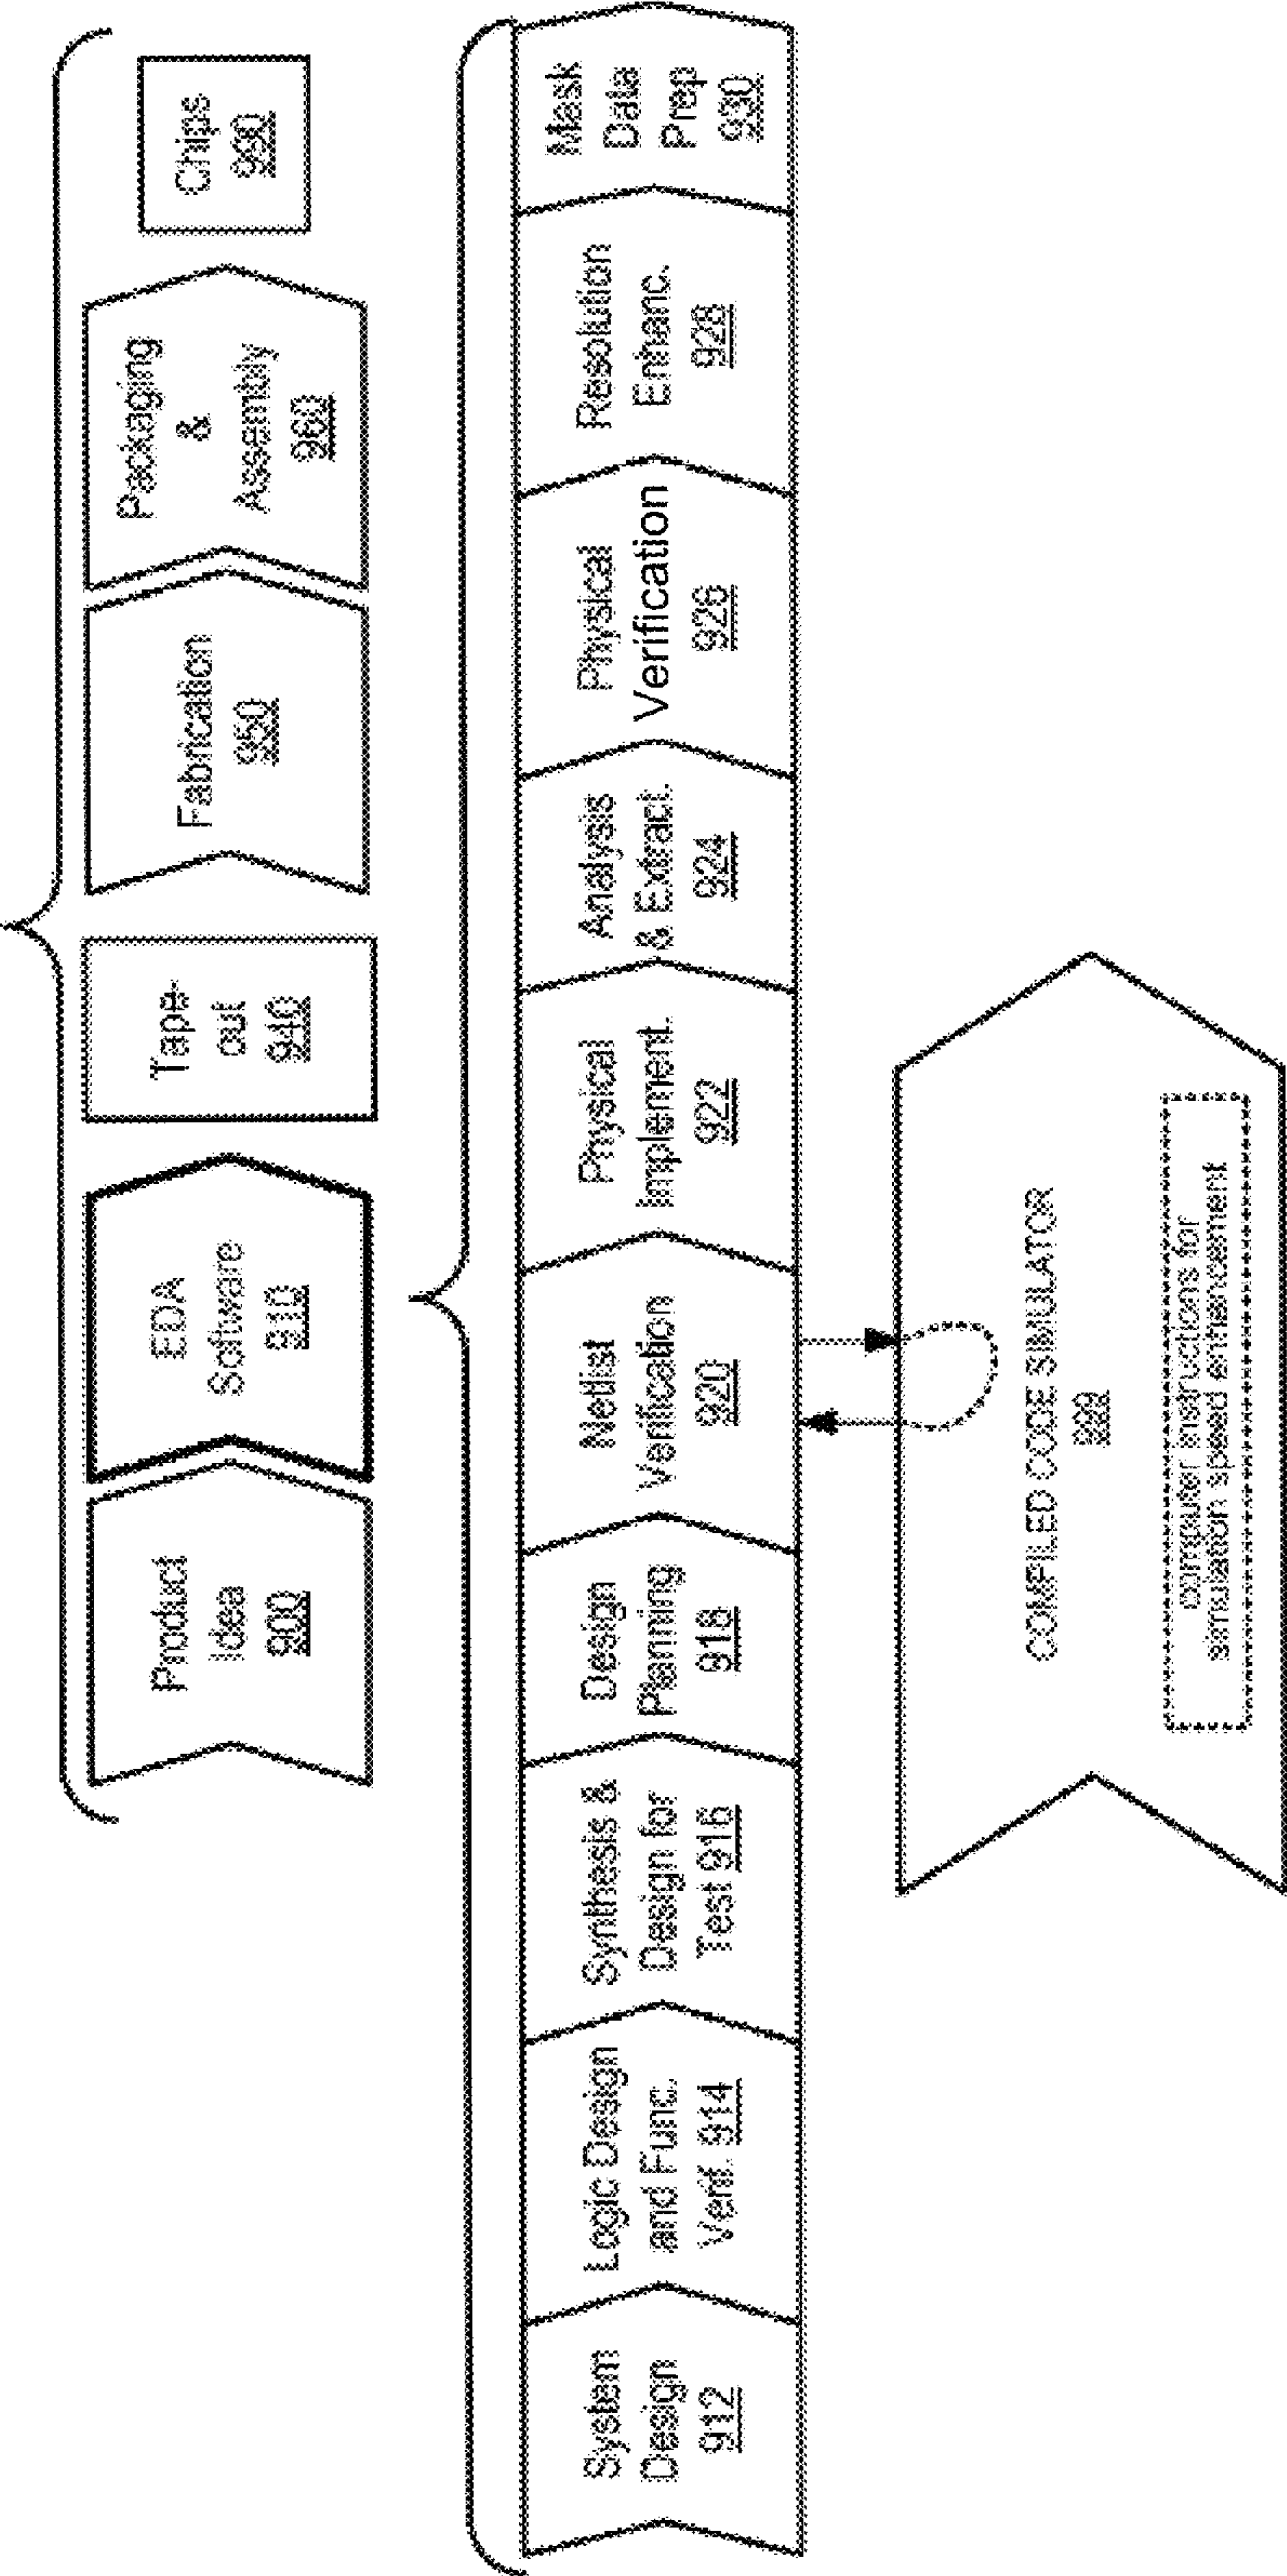 Product
Idea
900
EDA
Software
910
Tape-
out
940
Fabrication
950
Packaging
&
Assembly
960
Chips
990
System
Design
912
Logic Design
and Func.
Verif. 914
Synthesis &
Design for
Test 916
Design
Planning
918
Netlist
Verification
920
Physical
Implement.
922
Analysis
& Extract.
924
Physical
Verification
926
Resolution
Enhanc.
928
Mask
Data
Prep
930
COMPILED CODE SIMULATOR
computer instructions for
simulation speed enhencement